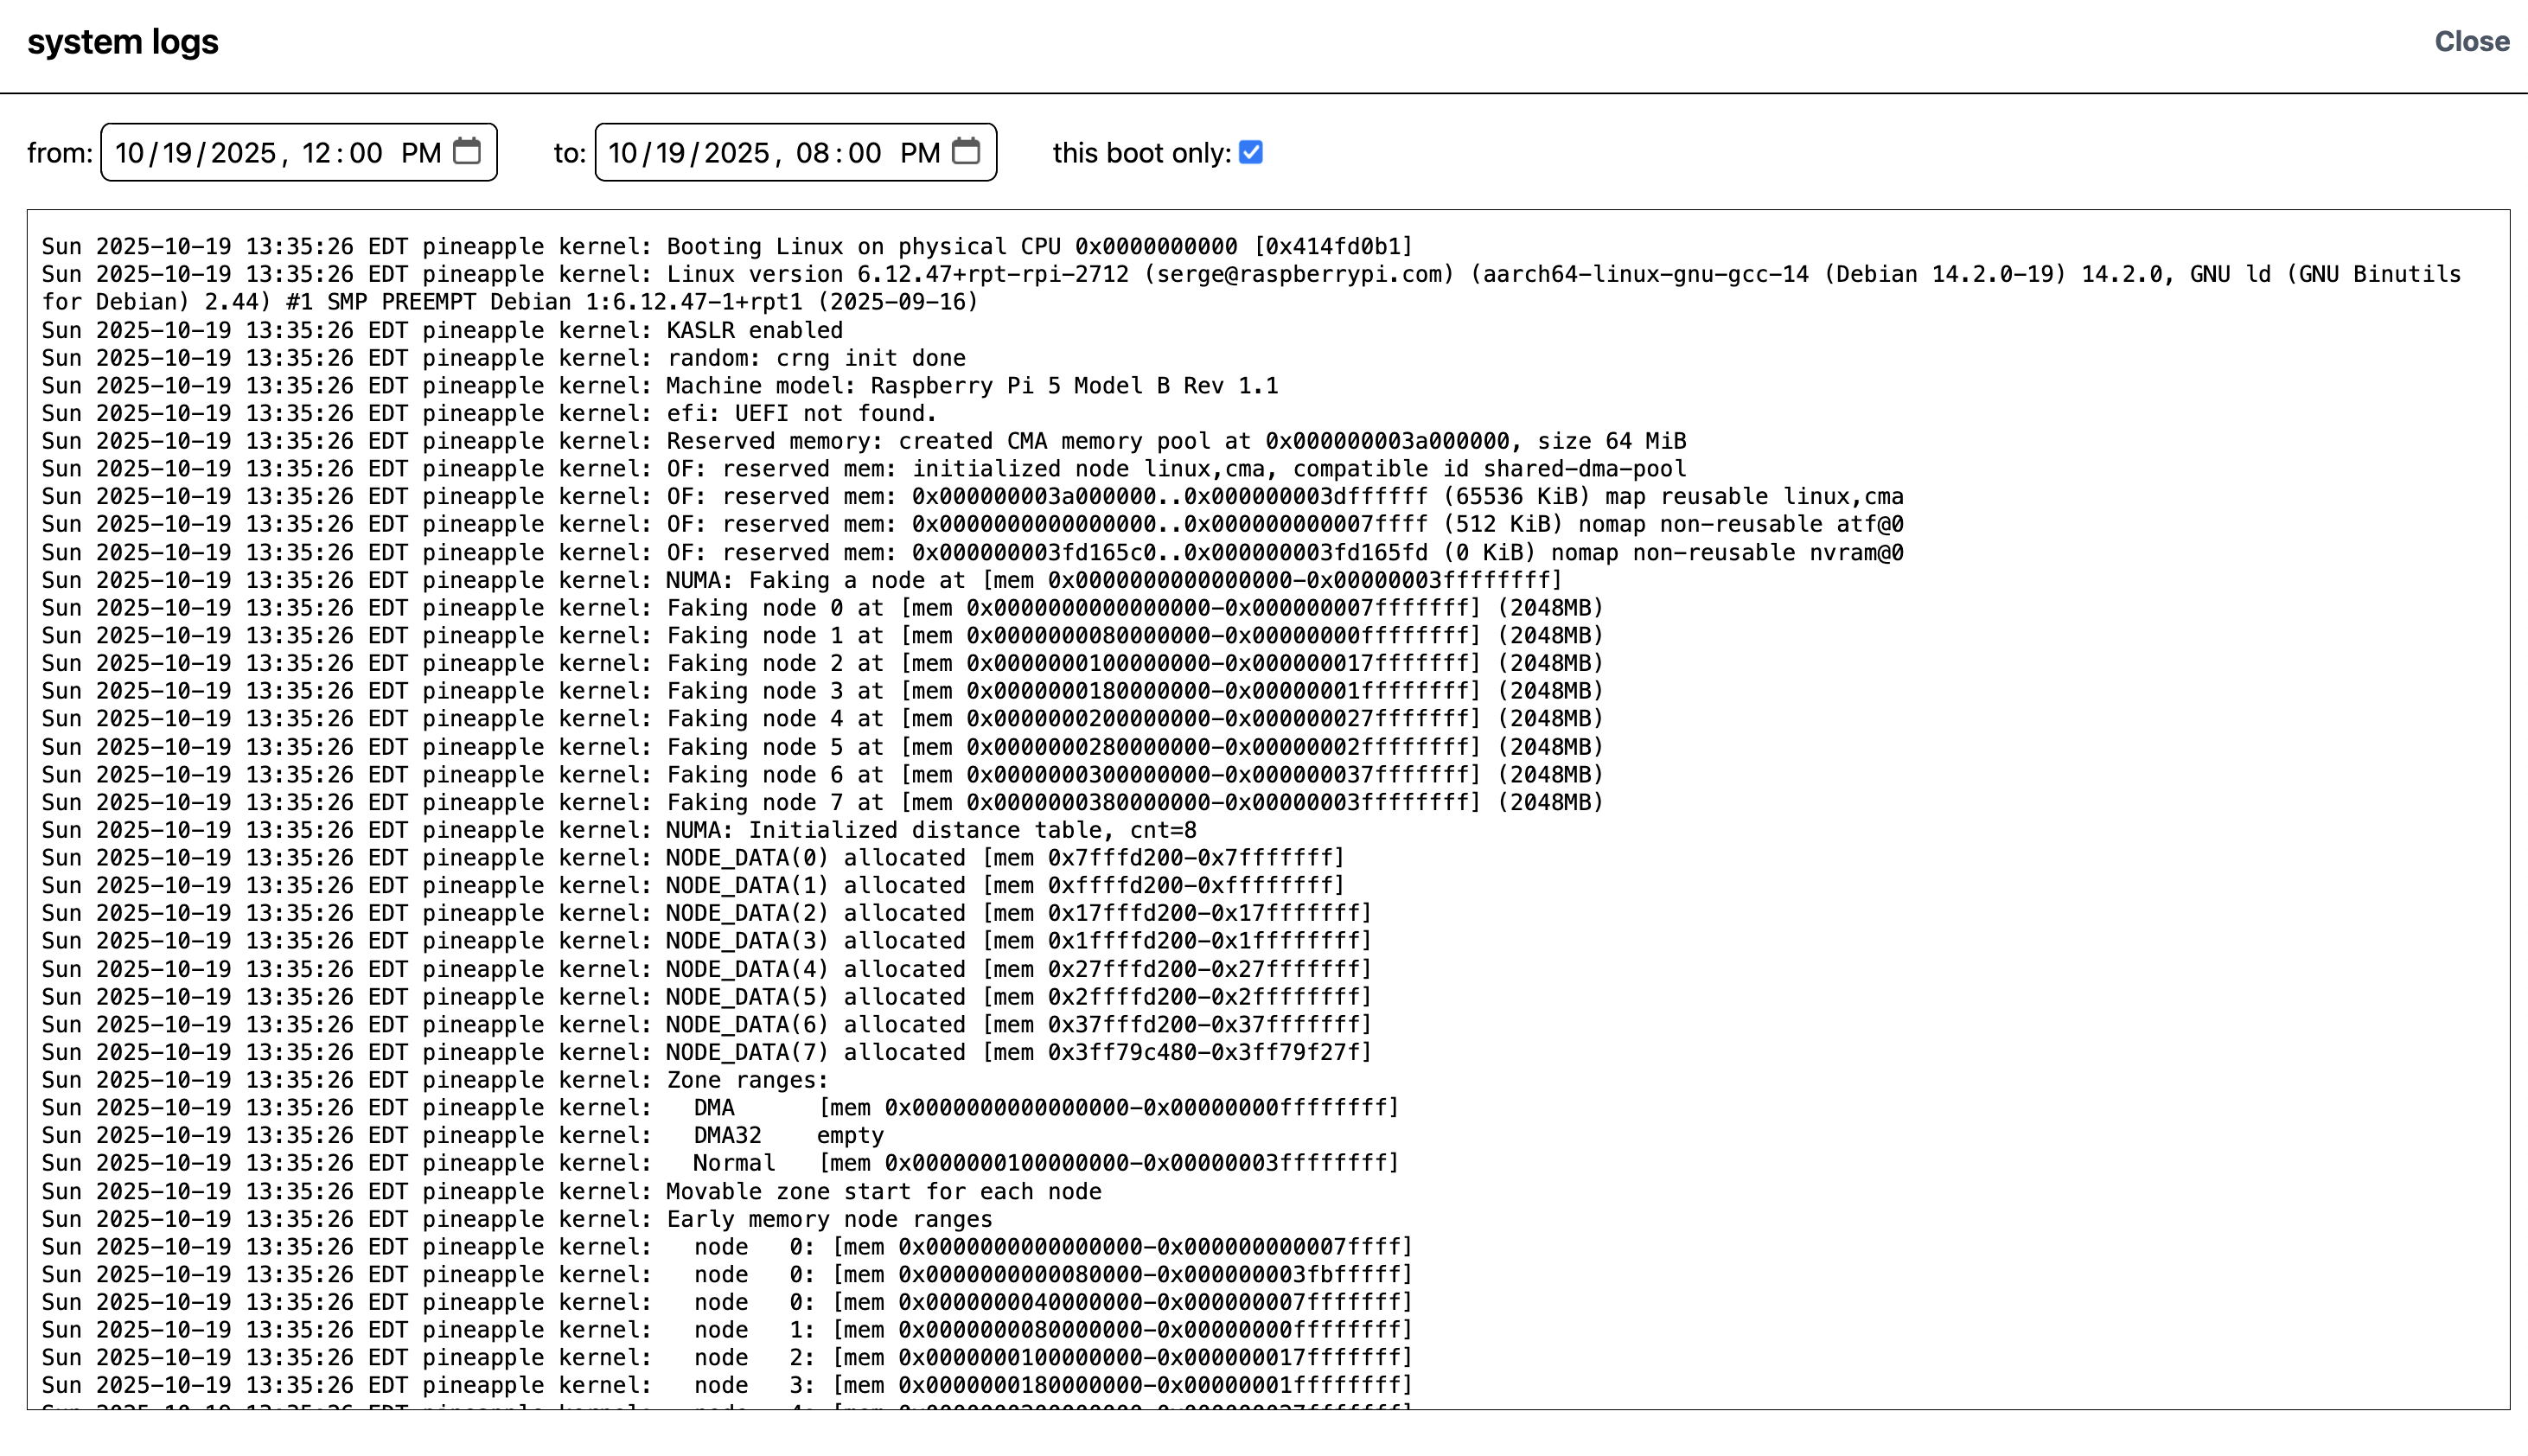 system logs
Close
from: 10/19/2025, 12:00 PM to: 10/19/2025, 08:00 PM this boot only:
Sun 2025-10-19 13:35:26 EDT pineapple kernel: Booting Linux on physical CPU 0x0000000000 [0x414fd0b1]
Sun 2025-10-19 13:35:26 EDT pineapple kernel: Linux version 6.12.47+rpt-rpi-2712 (serge@raspberrypi.com) (aarch64-linux-gnu-gcc-14 (Debian 14.2.0-19) 14.2.0, GNU ld (GNU Binutils
for Debian) 2.44) #1 SMP PREEMPT Debian 1:6.12.47-1+rpt1 (2025-09-16)
Sun 2025-10-19 13:35:26 EDT pineapple kernel: KASLR enabled
Sun 2025-10-19 13:35:26 EDT pineapple kernel: random: crng init done
Sun 2025-10-19 13:35:26 EDT pineapple kernel: Machine model: Raspberry Pi 5 Model B Rev 1.1
Sun 2025-10-19 13:35:26 EDT pineapple kernel: efi: UEFI not found.
Sun 2025-10-19 13:35:26 EDT pineapple kernel: Reserved memory: created CMA memory pool at 0x000000003a000000, size 64 MiB
Sun 2025-10-19 13:35:26 EDT pineapple kernel: OF: reserved mem: initialized node linux,cma, compatible id shared-dma-pool
Sun 2025-10-19 13:35:26 EDT pineapple kernel: OF: reserved mem: 0x000000003a000000..0x000000003dffffff (65536 KiB) map reusable linux,cma
Sun 2025-10-19 13:35:26 EDT pineapple kernel: OF: reserved mem: 0x0000000000000000..0x000000000007ffff (512 KiB) nomap non-reusable atf@0
Sun 2025-10-19 13:35:26 EDT pineapple kernel: OF: reserved mem: 0x000000003fd165c0..0x000000003fd165fd (0 KiB) nomap non-reusable nvram@0
Sun 2025-10-19 13:35:26 EDT pineapple kernel: NUMA: Faking a node at [mem 0x0000000000000000-0x00000003ffffffff]
Sun 2025-10-19 13:35:26 EDT pineapple kernel: Faking node 0 at [mem 0x0000000000000000-0x000000007fffffff] (2048MB)
Sun 2025-10-19 13:35:26 EDT pineapple kernel: Faking node 1 at [mem 0x0000000080000000-0x00000000ffffffff] (2048MB)
Sun 2025-10-19 13:35:26 EDT pineapple kernel: Faking node 2 at [mem 0x0000000100000000-0x000000017fffffff] (2048MB)
Sun 2025-10-19 13:35:26 EDT pineapple kernel: Faking node 3 at [mem 0x0000000180000000-0x00000001ffffffff] (2048MB)
Sun 2025-10-19 13:35:26 EDT pineapple kernel: Faking node 4 at [mem 0x0000000200000000-0x000000027fffffff] (2048MB)
Sun 2025-10-19 13:35:26 EDT pineapple kernel: Faking node 5 at [mem 0x0000000280000000-0x00000002ffffffff] (2048MB)
Sun 2025-10-19 13:35:26 EDT pineapple kernel: Faking node 6 at [mem 0x0000000300000000-0x000000037fffffff] (2048MB)
Sun 2025-10-19 13:35:26 EDT pineapple kernel: Faking node 7 at [mem 0x0000000380000000-0x00000003ffffffff] (2048MB)
Sun 2025-10-19 13:35:26 EDT pineapple kernel: NUMA: Initialized distance table, cnt=8
Sun 2025-10-19 13:35:26 EDT pineapple kernel: NODE_DATA(0) allocated [mem 0x7fffd200-0x7fffffff]
Sun 2025-10-19 13:35:26 EDT pineapple kernel: NODE_DATA(1) allocated [mem 0xffffd200-0xffffffff]
Sun 2025-10-19 13:35:26 EDT pineapple kernel: NODE_DATA(2) allocated [mem 0x17fffd200-0x17fffffff]
Sun 2025-10-19 13:35:26 EDT pineapple kernel: NODE_DATA(3) allocated [mem 0x1ffffd200-0x1ffffffff]
Sun 2025-10-19 13:35:26 EDT pineapple kernel: NODE_DATA(4) allocated [mem 0x27fffd200-0x27fffffff]
Sun 2025-10-19 13:35:26 EDT pineapple kernel: NODE_DATA(5) allocated [mem 0x2ffffd200-0x2ffffffff]
Sun 2025-10-19 13:35:26 EDT pineapple kernel: NODE_DATA(6) allocated [mem 0x37fffd200-0x37fffffff]
Sun 2025-10-19 13:35:26 EDT pineapple kernel: NODE_DATA(7) allocated [mem 0x3ff79c480-0x3ff79f27f]
Sun 2025-10-19 13:35:26 EDT pineapple kernel: Zone ranges:
Sun 2025-10-19 13:35:26 EDT pineapple kernel:   DMA      [mem 0x0000000000000000-0x00000000ffffffff]
Sun 2025-10-19 13:35:26 EDT pineapple kernel:   DMA32    empty
Sun 2025-10-19 13:35:26 EDT pineapple kernel:   Normal   [mem 0x0000000100000000-0x00000003ffffffff]
Sun 2025-10-19 13:35:26 EDT pineapple kernel: Movable zone start for each node
Sun 2025-10-19 13:35:26 EDT pineapple kernel: Early memory node ranges
Sun 2025-10-19 13:35:26 EDT pineapple kernel:   node   0: [mem 0x0000000000000000-0x000000000007ffff]
Sun 2025-10-19 13:35:26 EDT pineapple kernel:   node   0: [mem 0x0000000000080000-0x000000003fbfffff]
Sun 2025-10-19 13:35:26 EDT pineapple kernel:   node   0: [mem 0x0000000040000000-0x000000007fffffff]
Sun 2025-10-19 13:35:26 EDT pineapple kernel:   node   1: [mem 0x0000000080000000-0x00000000ffffffff]
Sun 2025-10-19 13:35:26 EDT pineapple kernel:   node   2: [mem 0x0000000100000000-0x000000017fffffff]
Sun 2025-10-19 13:35:26 EDT pineapple kernel:   node   3: [mem 0x0000000180000000-0x00000001ffffffff]